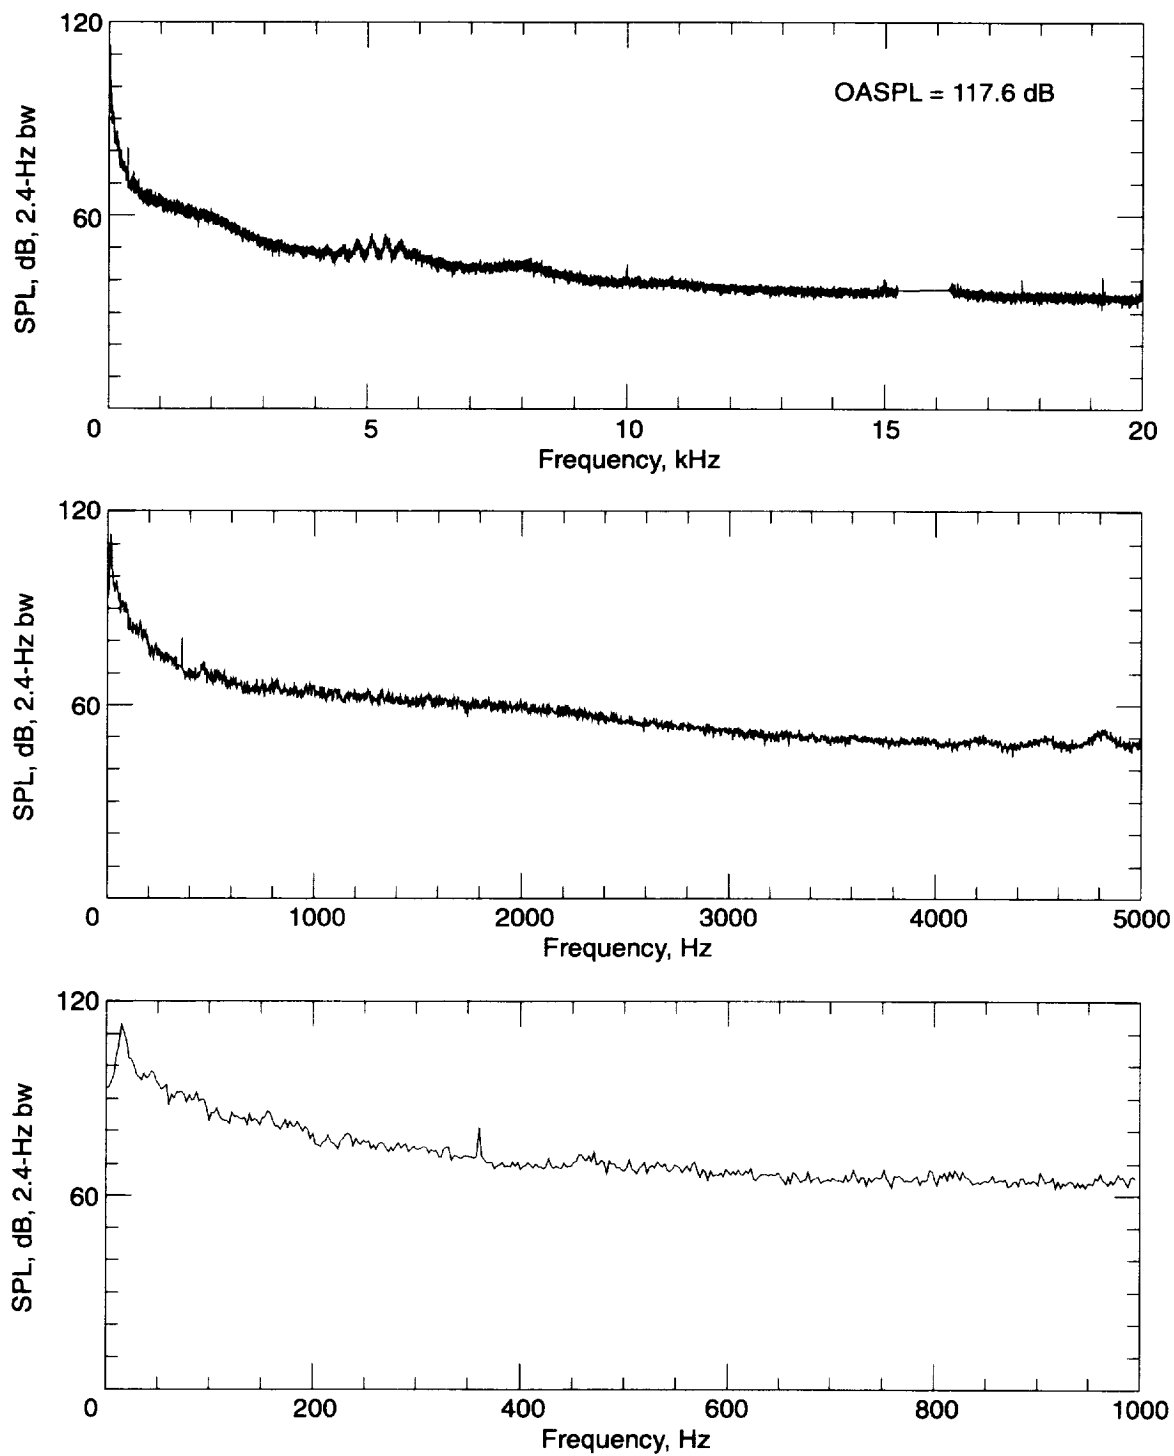 120
OASPL = 117.6 dB
SPL, dB, 2.4-Hz bw
60
0 5 10 15 20
Frequency, kHz
120
SPL, dB, 2.4-Hz bw
60
0 1000 2000 3000 4000 5000
Frequency, Hz
120
SPL, dB, 2.4-Hz bw
60
0 200 400 600 800 1000
Frequency, Hz